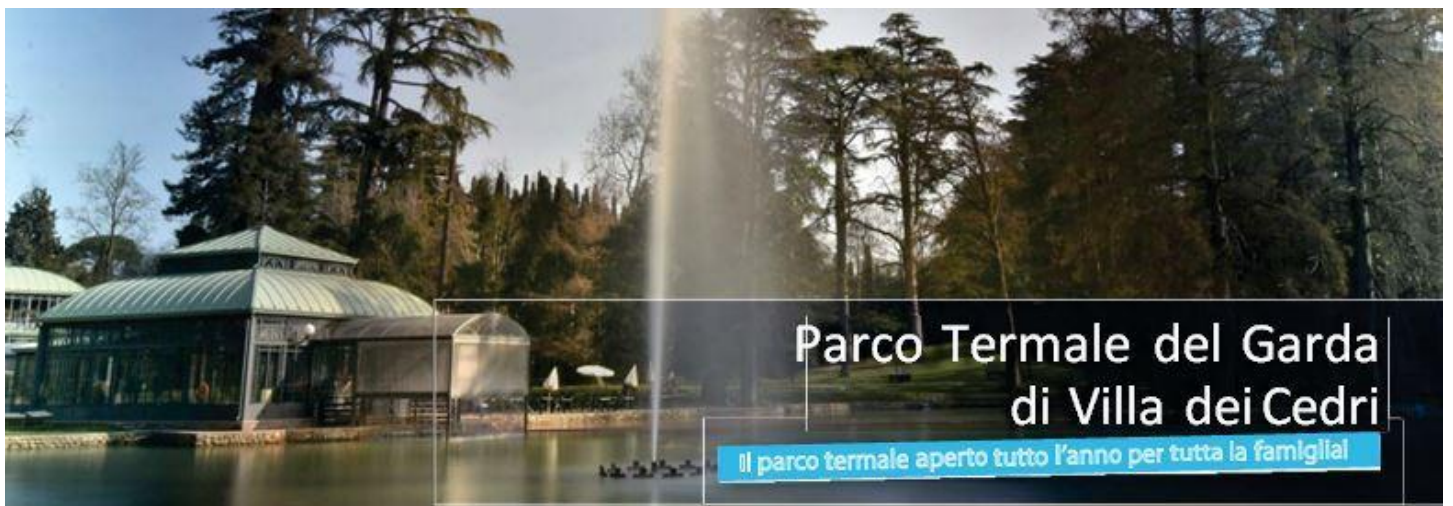 Parco Termale del Garda
di Villa dei Cedri
Il parco termale aperto tutto l'anno per tutta la famiglia!